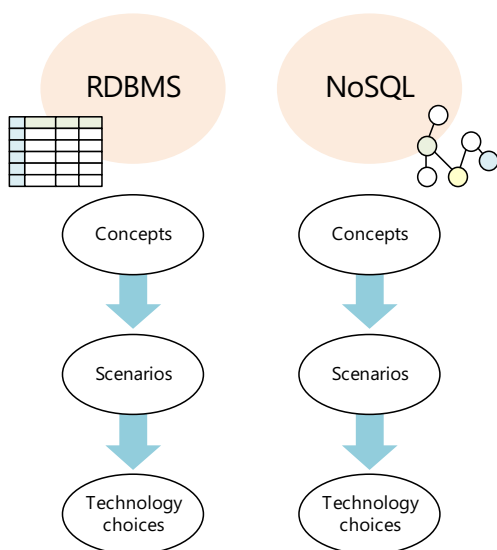 RDBMS
NoSQL
Concepts
Concepts
Scenarios
Scenarios
Technology
choices
Technology
choices